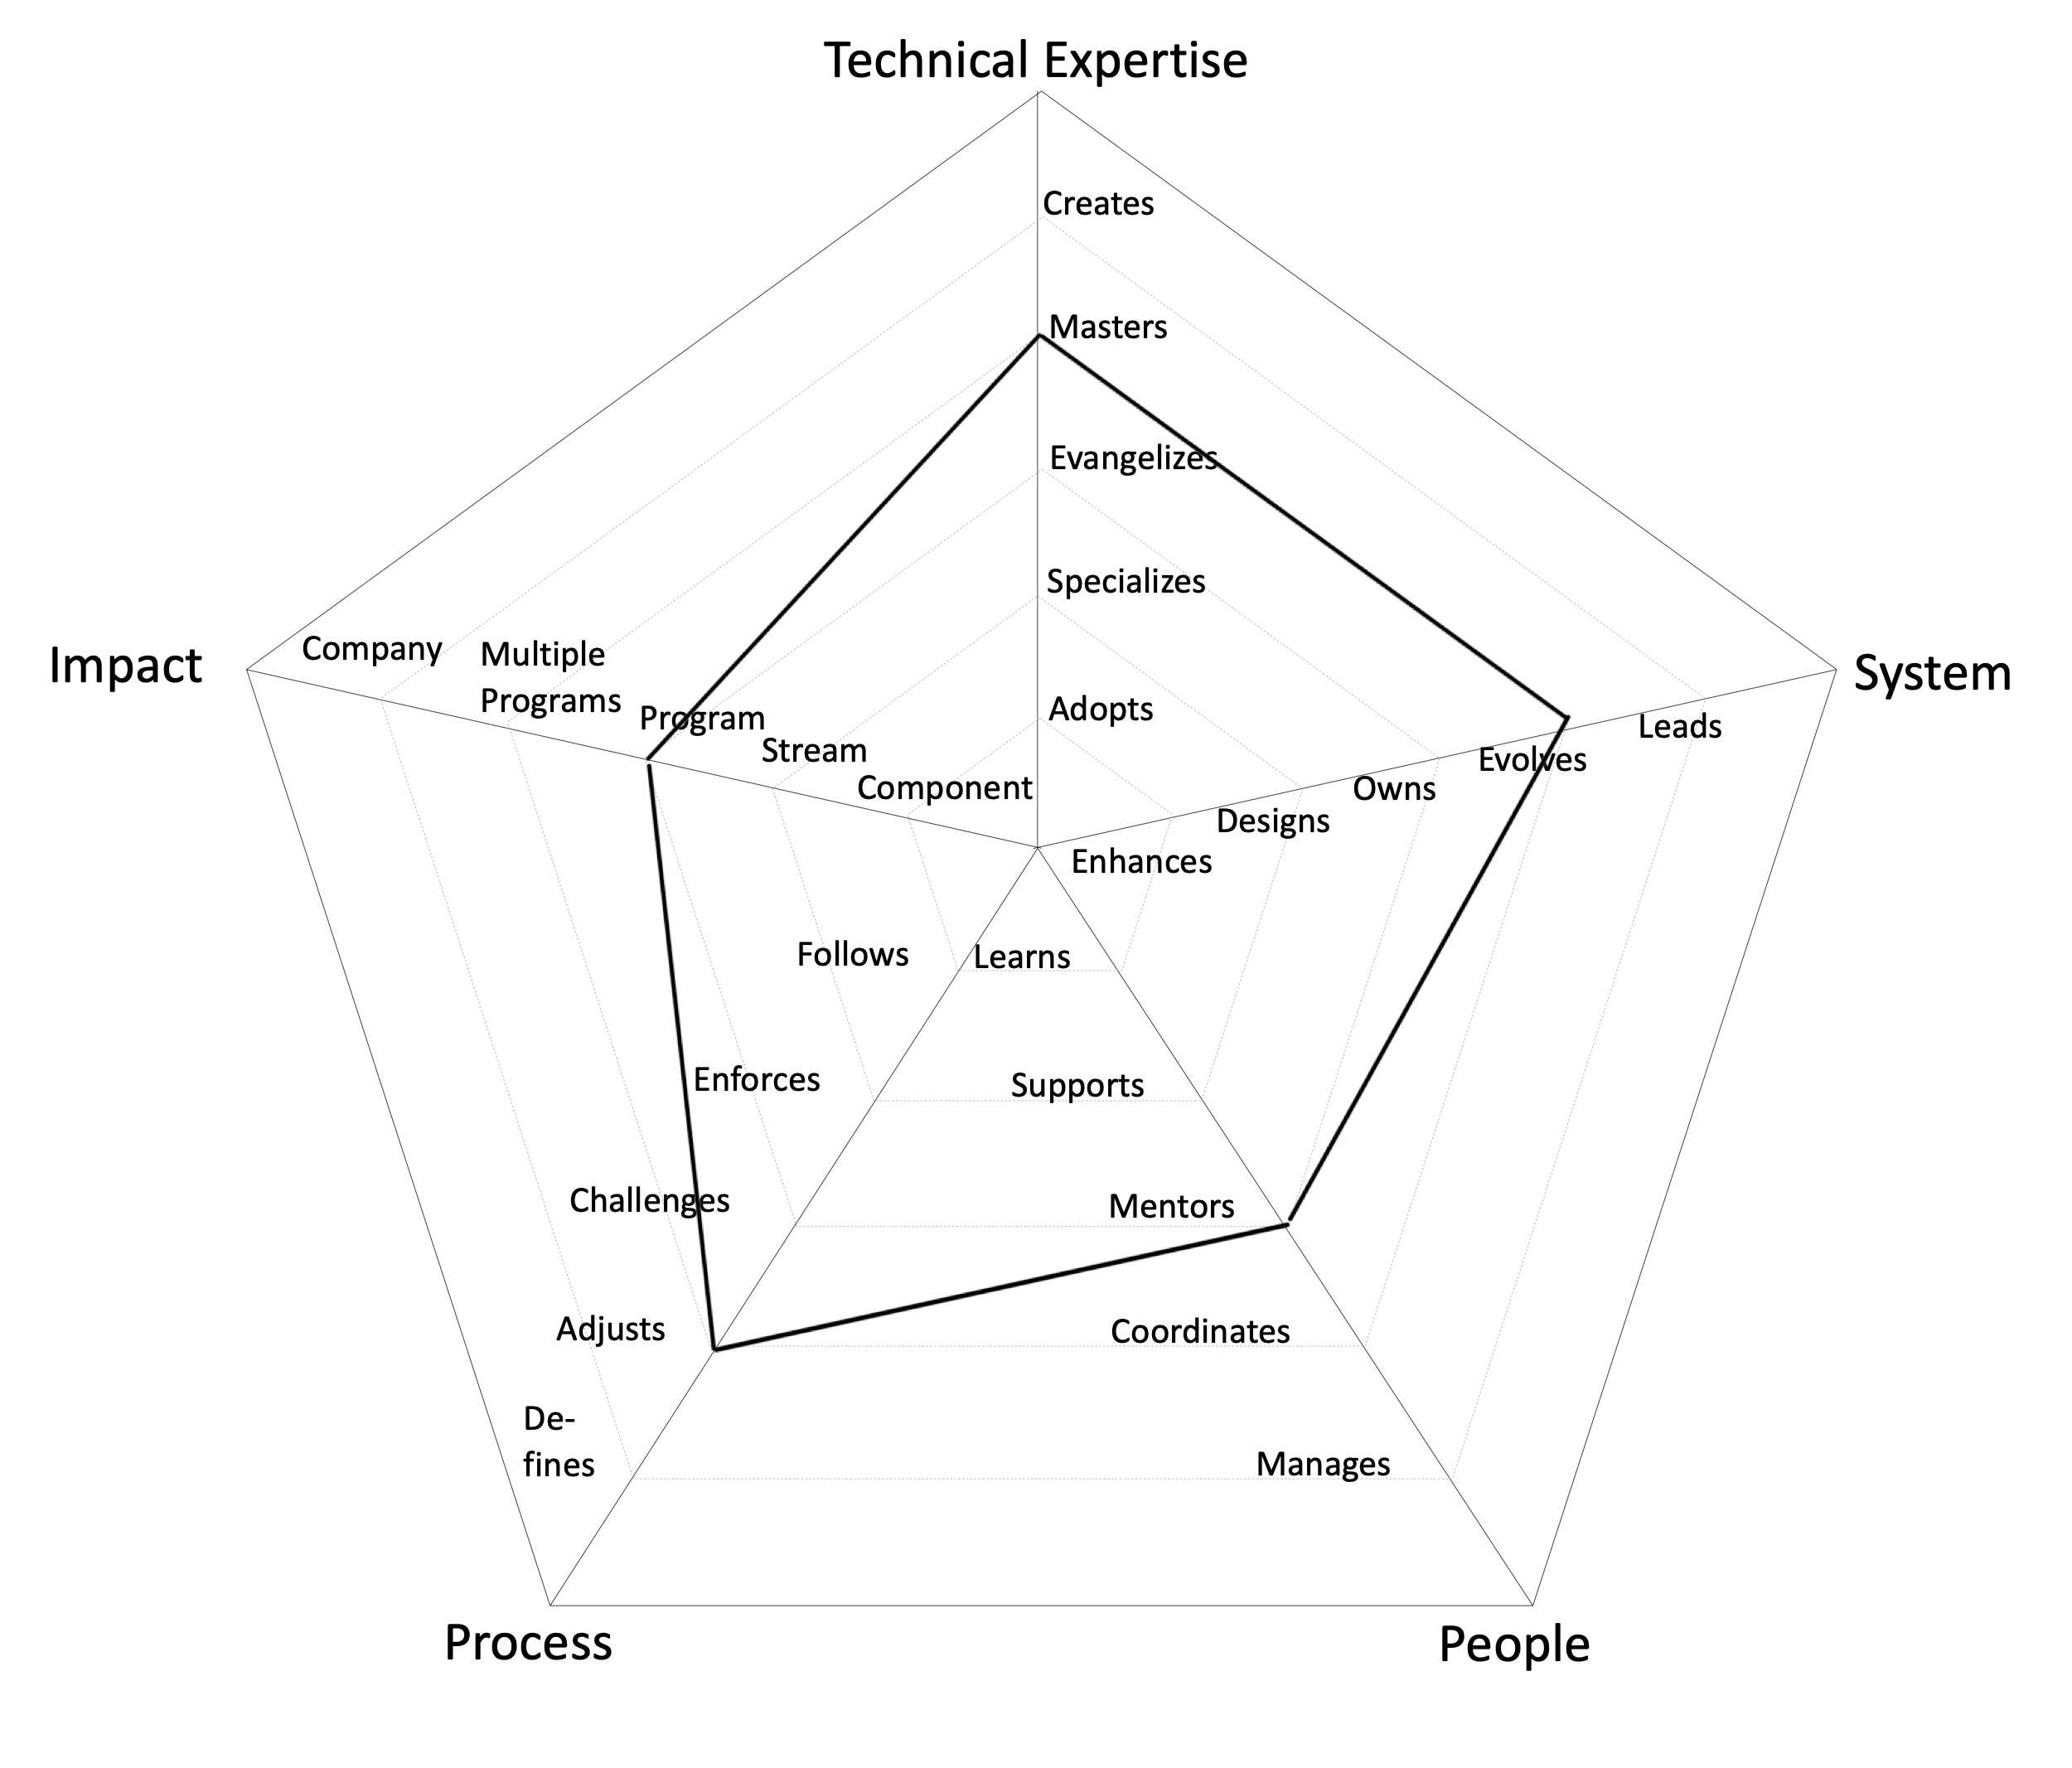 Technical Expertise
Creates
Masters
Evangelizes
Specializes
Adopts
Impact
Company
Multiple
Programs
Program
Stream
Component
System
Leads
Evolves
Owns
Designs
Enhances
Follows
Learns
Enforces
Supports
Challenges
Mentors
Adjusts
Coordinates
De-
fines
Manages
Process
People